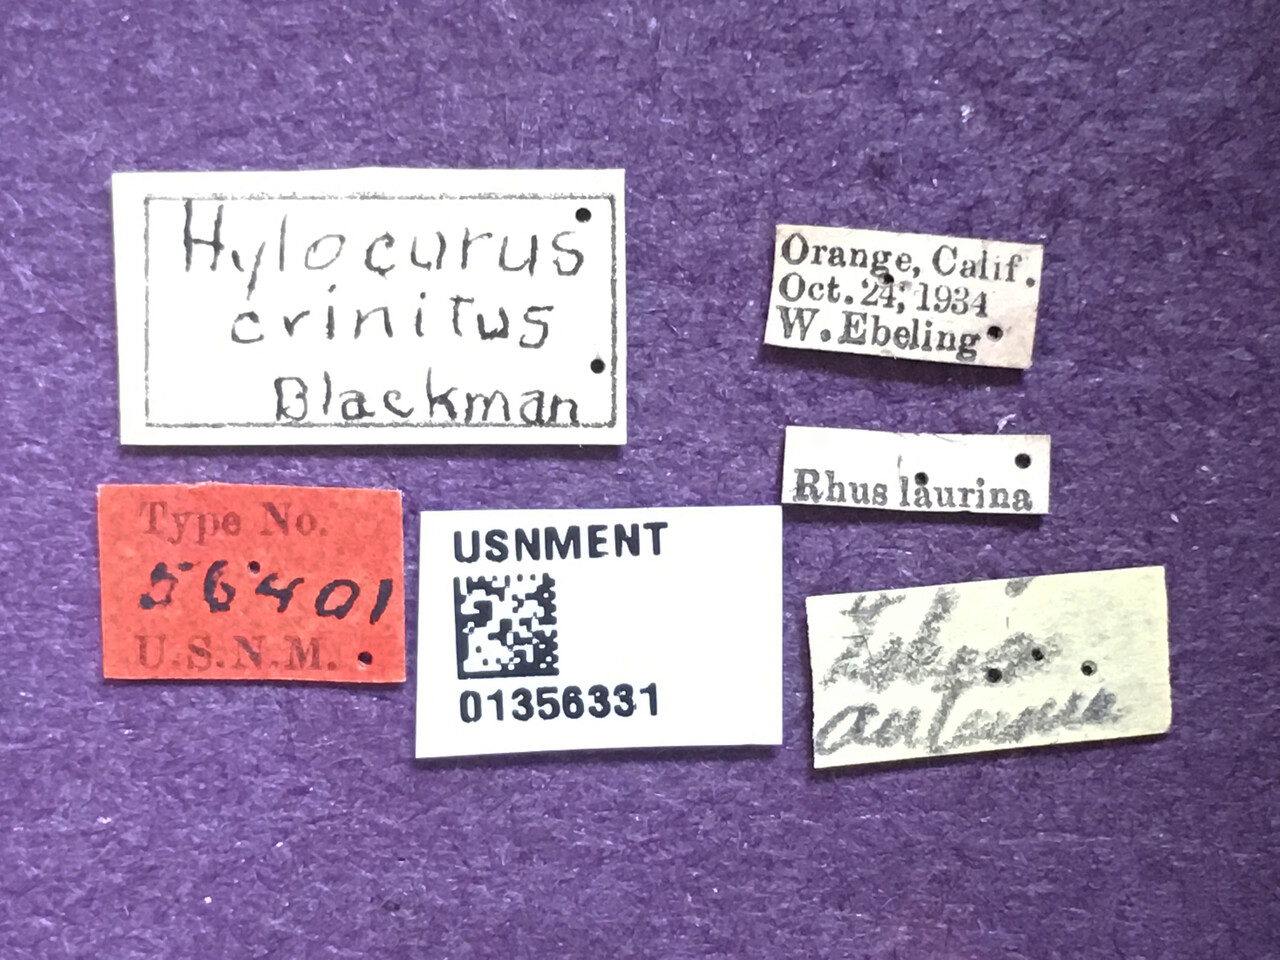 Hylocurus
crinitus
Blackman
Orange, Calif.
Oct. 24, 1934
W. Ebeling
Rhus laurina
Type No.
56401
U.S.N.M.
USNMENT
01356331